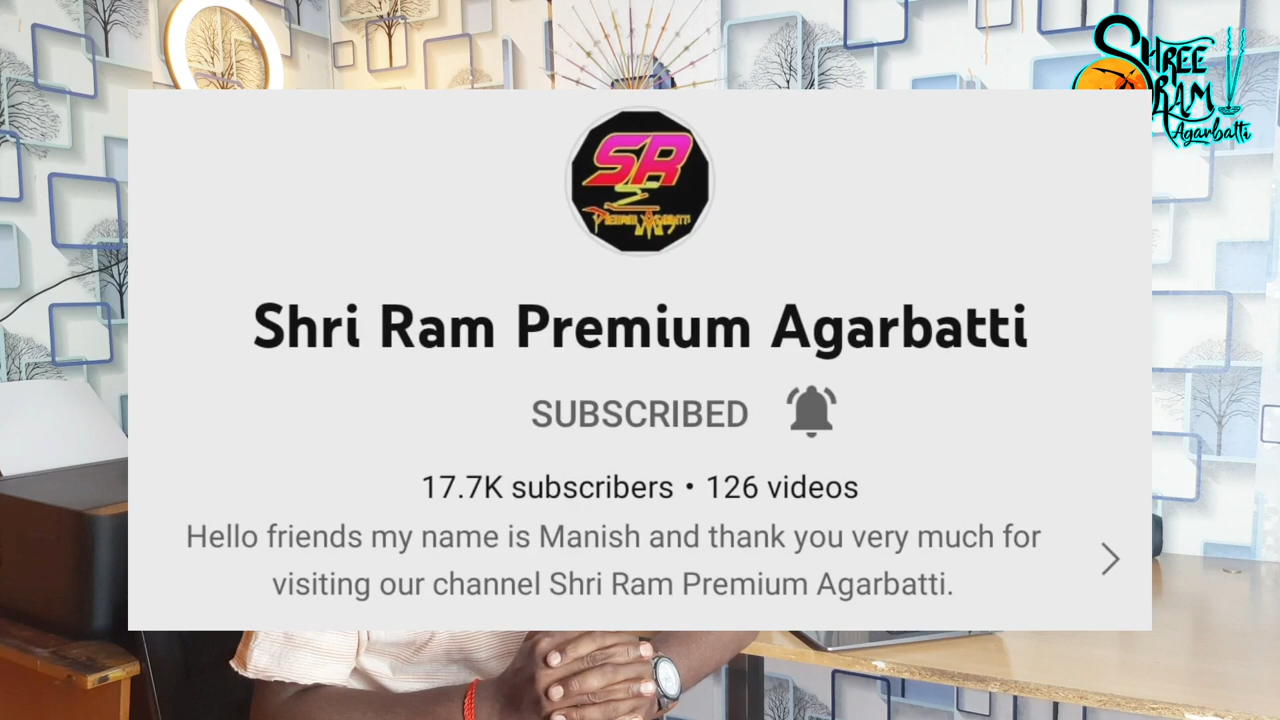 SHREE
RAM
Agarbatti
SR
Shri Ram Premium Agarbatti
SUBSCRIBED
17.7K subscribers • 126 videos
Hello friends my name is Manish and thank you very much for
visiting our channel Shri Ram Premium Agarbatti.